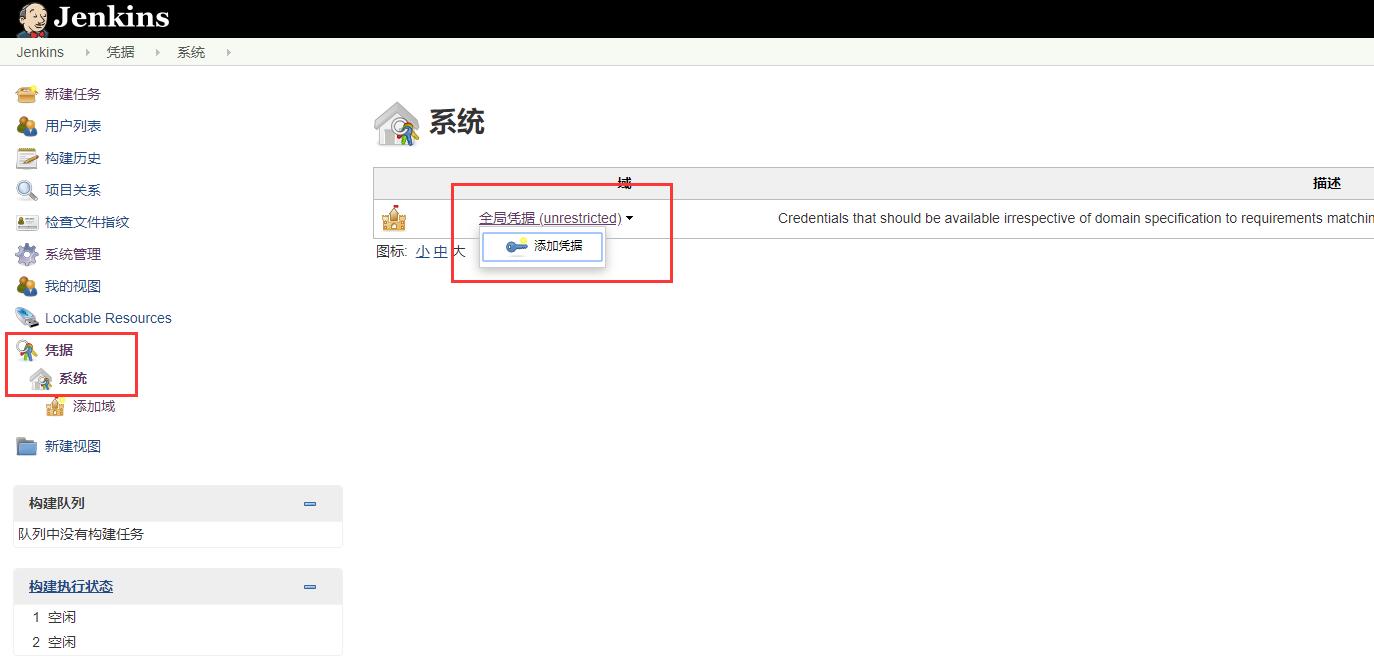 Jenkins
Jenkins 凭据 系统
新建任务
用户列表
构建历史
项目关系
检查文件指纹
系统管理
我的视图
Lockable Resources
凭据
系统
添加域
新建视图
构建队列
队列中没有构建任务
构建执行状态
1 空闲
2 空闲
系统
域 描述
全局凭据 (unrestricted) Credentials that should be available irrespective of domain specification to requirements matchin
添加凭据
图标: 小 中 大